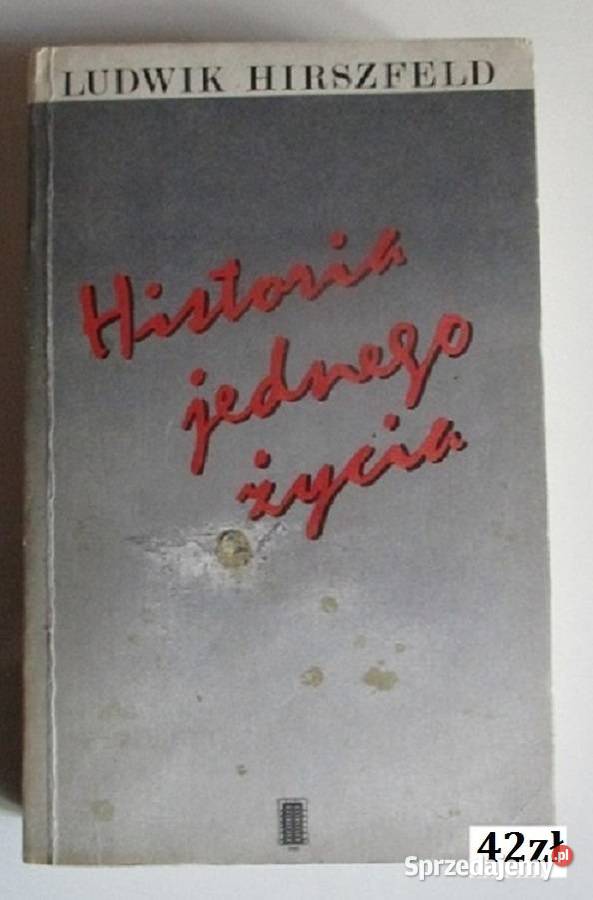 LUDWIK HIRSZFELD
Historia
jednego
życia
42zł
Sprzedajemy.pl